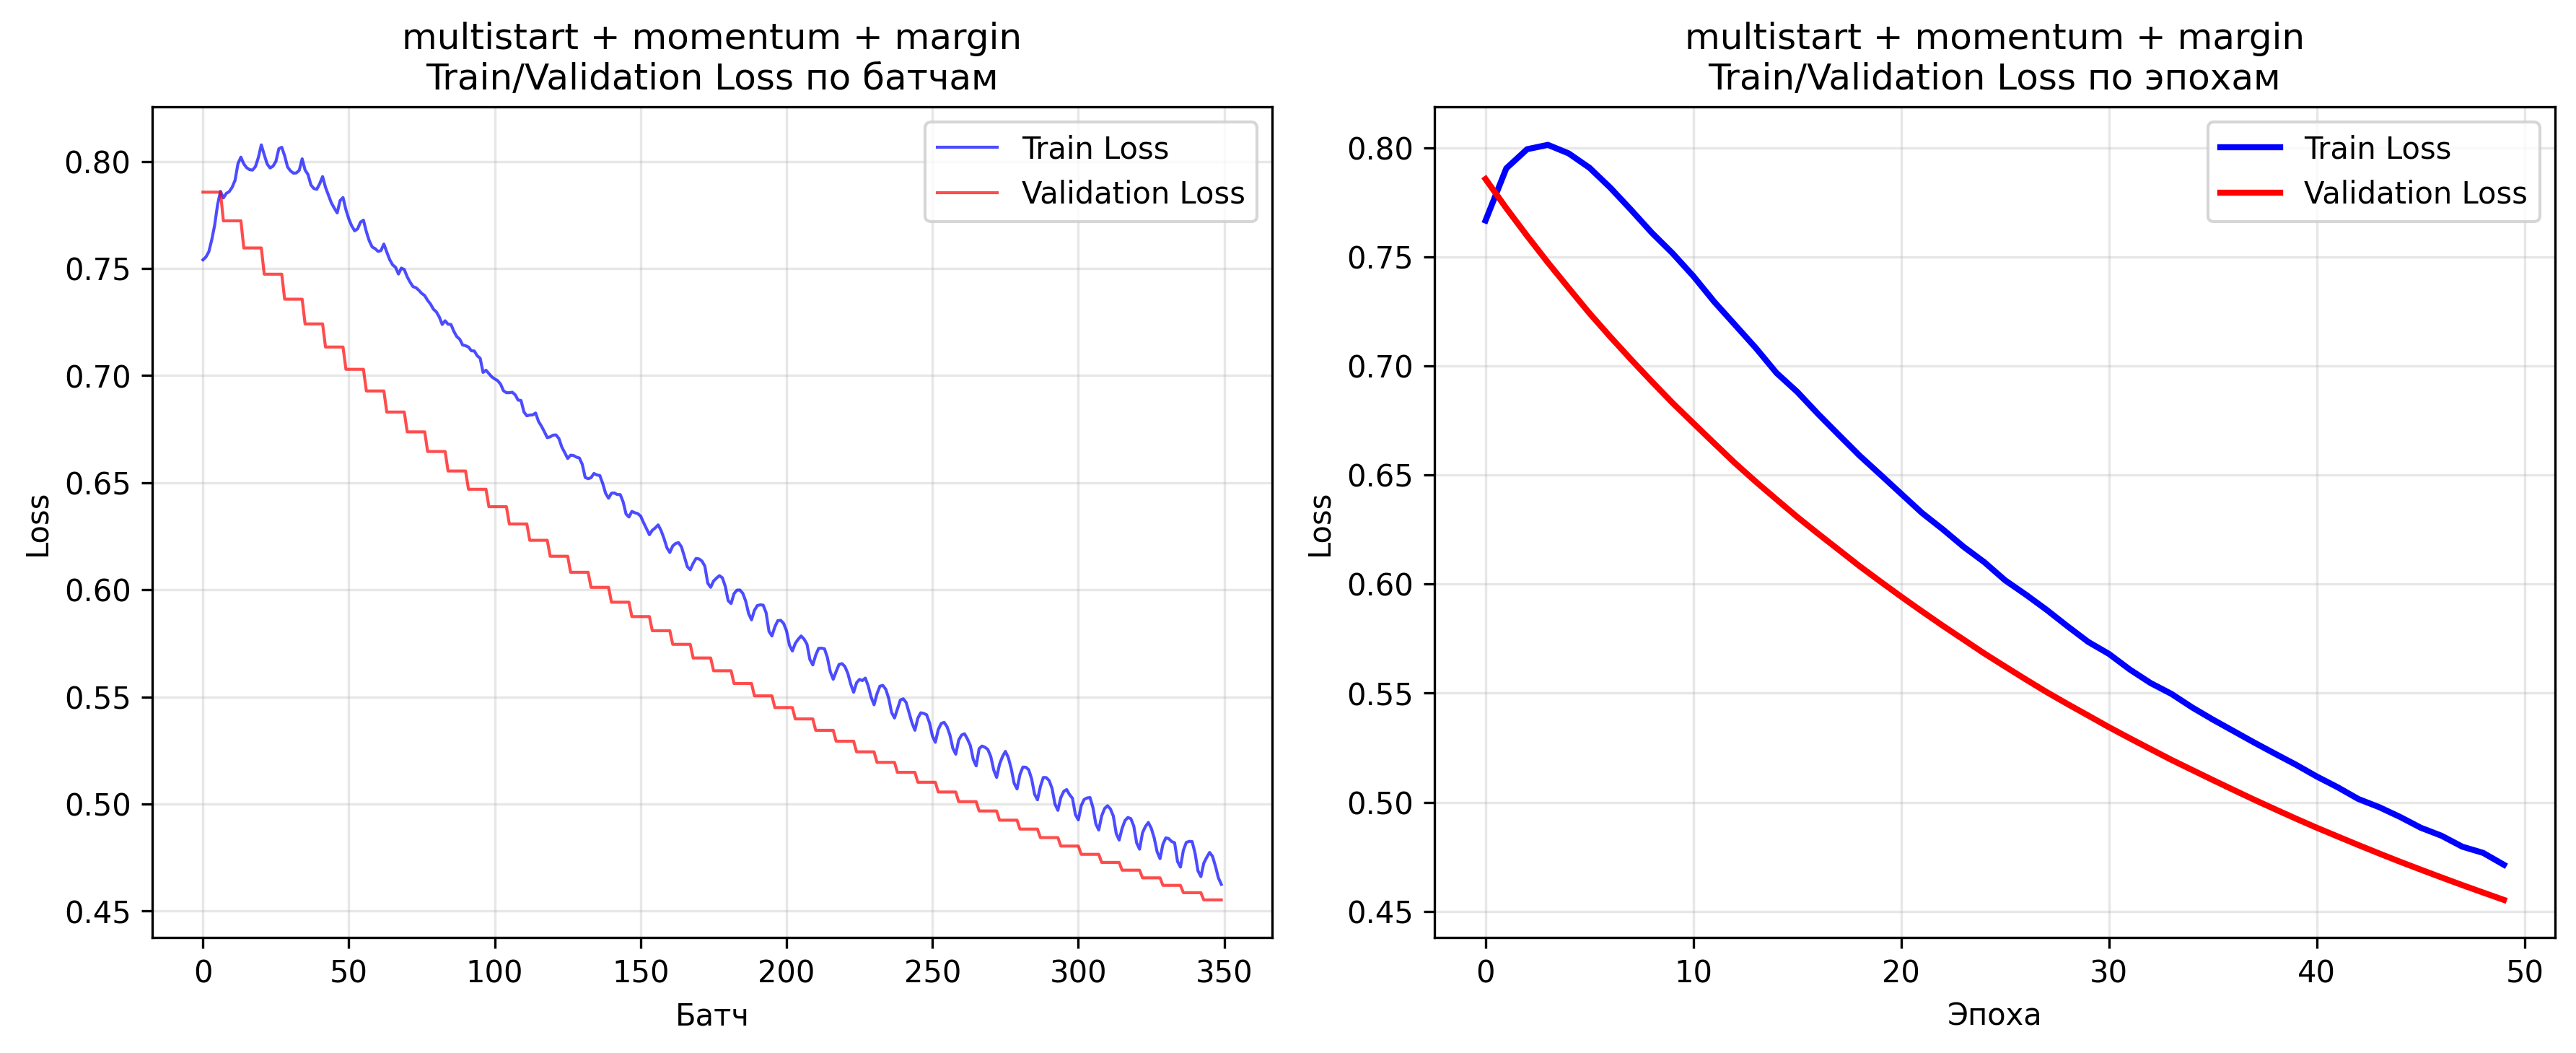 multistart + momentum + margin
Train/Validation Loss по батчам
Train Loss
Validation Loss
0.80
0.75
0.70
0.65
0.60
0.55
0.50
0.45
Loss
0 50 100 150 200 250 300 350
Батч
multistart + momentum + margin
Train/Validation Loss по эпохам
Train Loss
Validation Loss
0.80
0.75
0.70
0.65
0.60
0.55
0.50
0.45
Loss
0 10 20 30 40 50
Эпоха